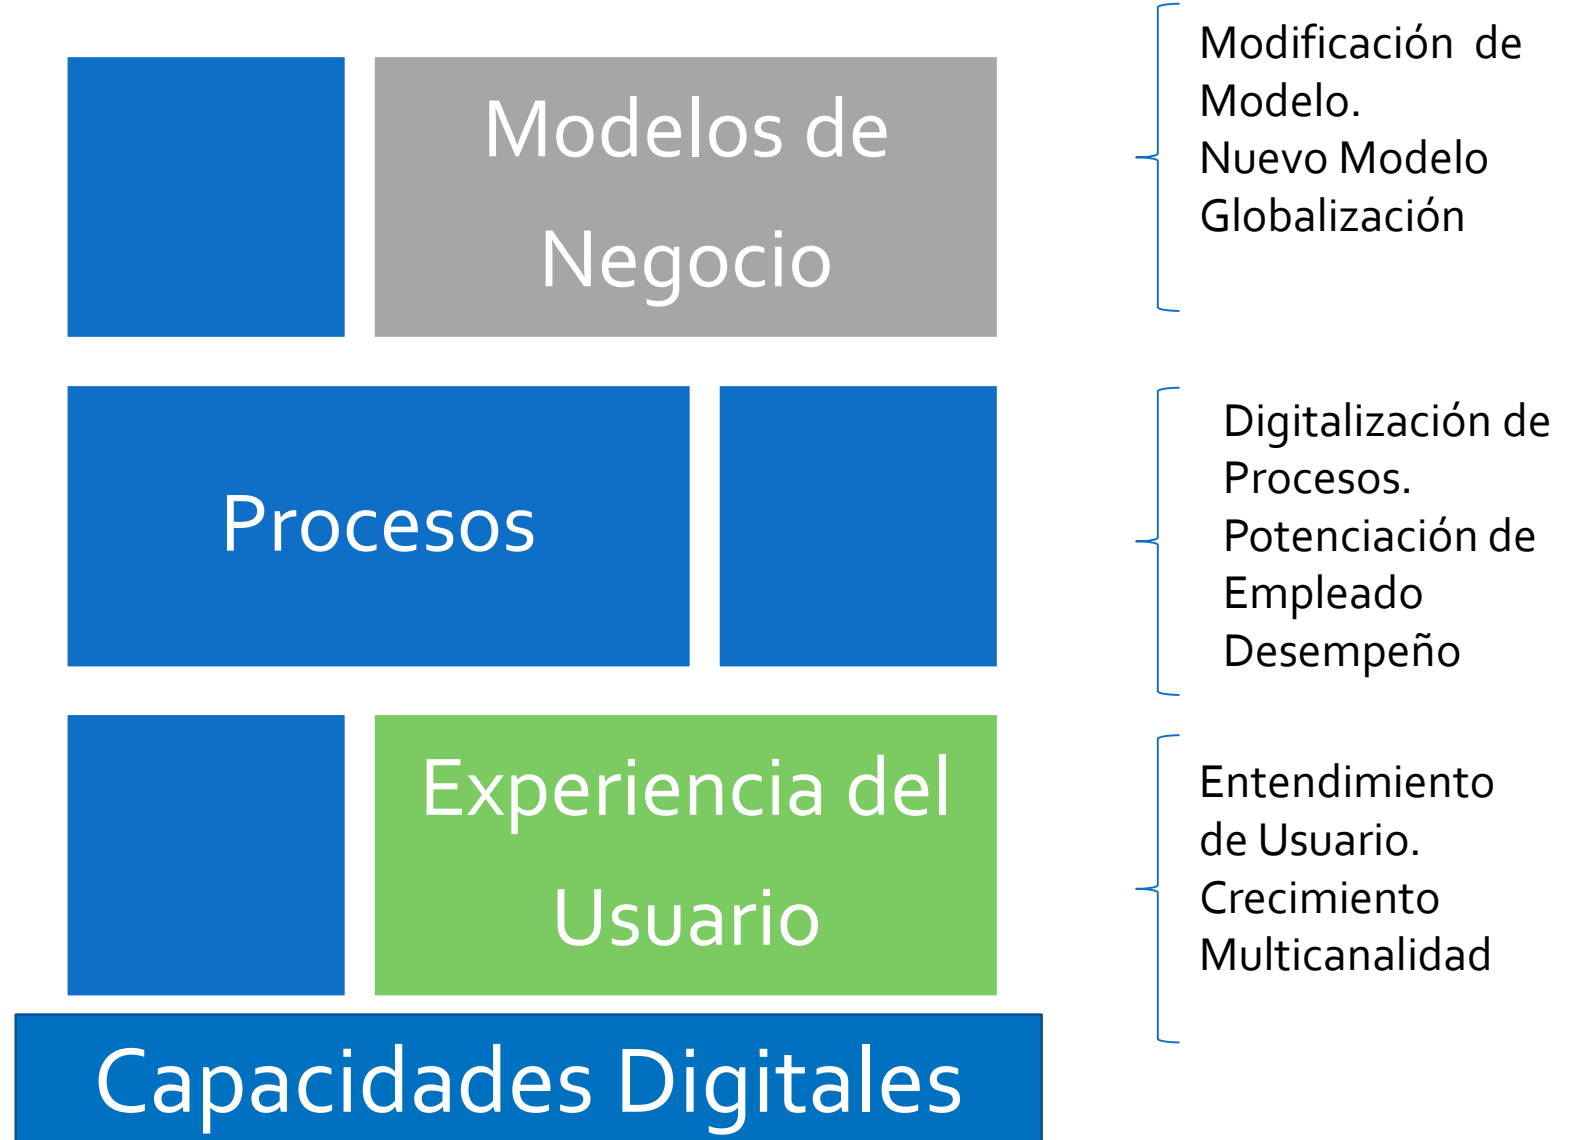 Modelos de
Negocio
Modificación de
Modelo.
Nuevo Modelo
Globalización
Procesos
Digitalización de
Procesos.
Potenciación de
Empleado
Desempeño
Experiencia del
Usuario
Entendimiento
de Usuario.
Crecimiento
Multicanalidad
Capacidades Digitales